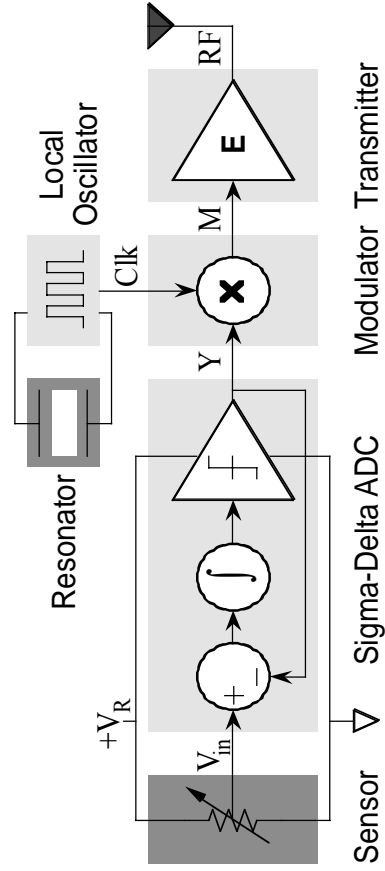 Resonator
Local
Oscillator
+V_R
Clk
V_in
+
−
∫
Y
X
M
E
RF
Sensor
Sigma-Delta ADC
Modulator
Transmitter